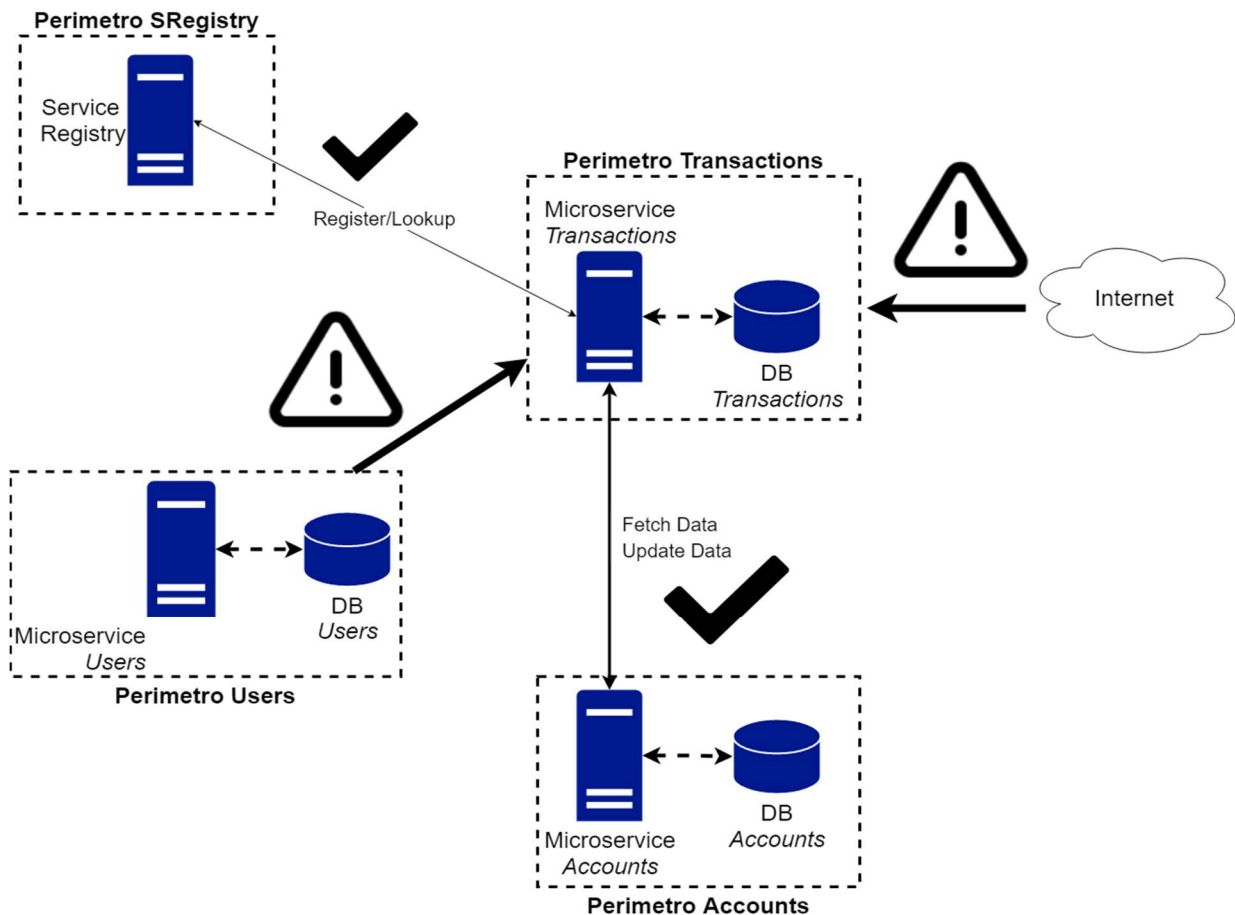 Perimetro SRegistry
Service
Registry
Register/Lookup
Perimetro Transactions
Microservice
Transactions
DB
Transactions
Internet
Microservice
Users
DB
Users
Perimetro Users
Fetch Data
Update Data
Microservice
Accounts
DB
Accounts
Perimetro Accounts